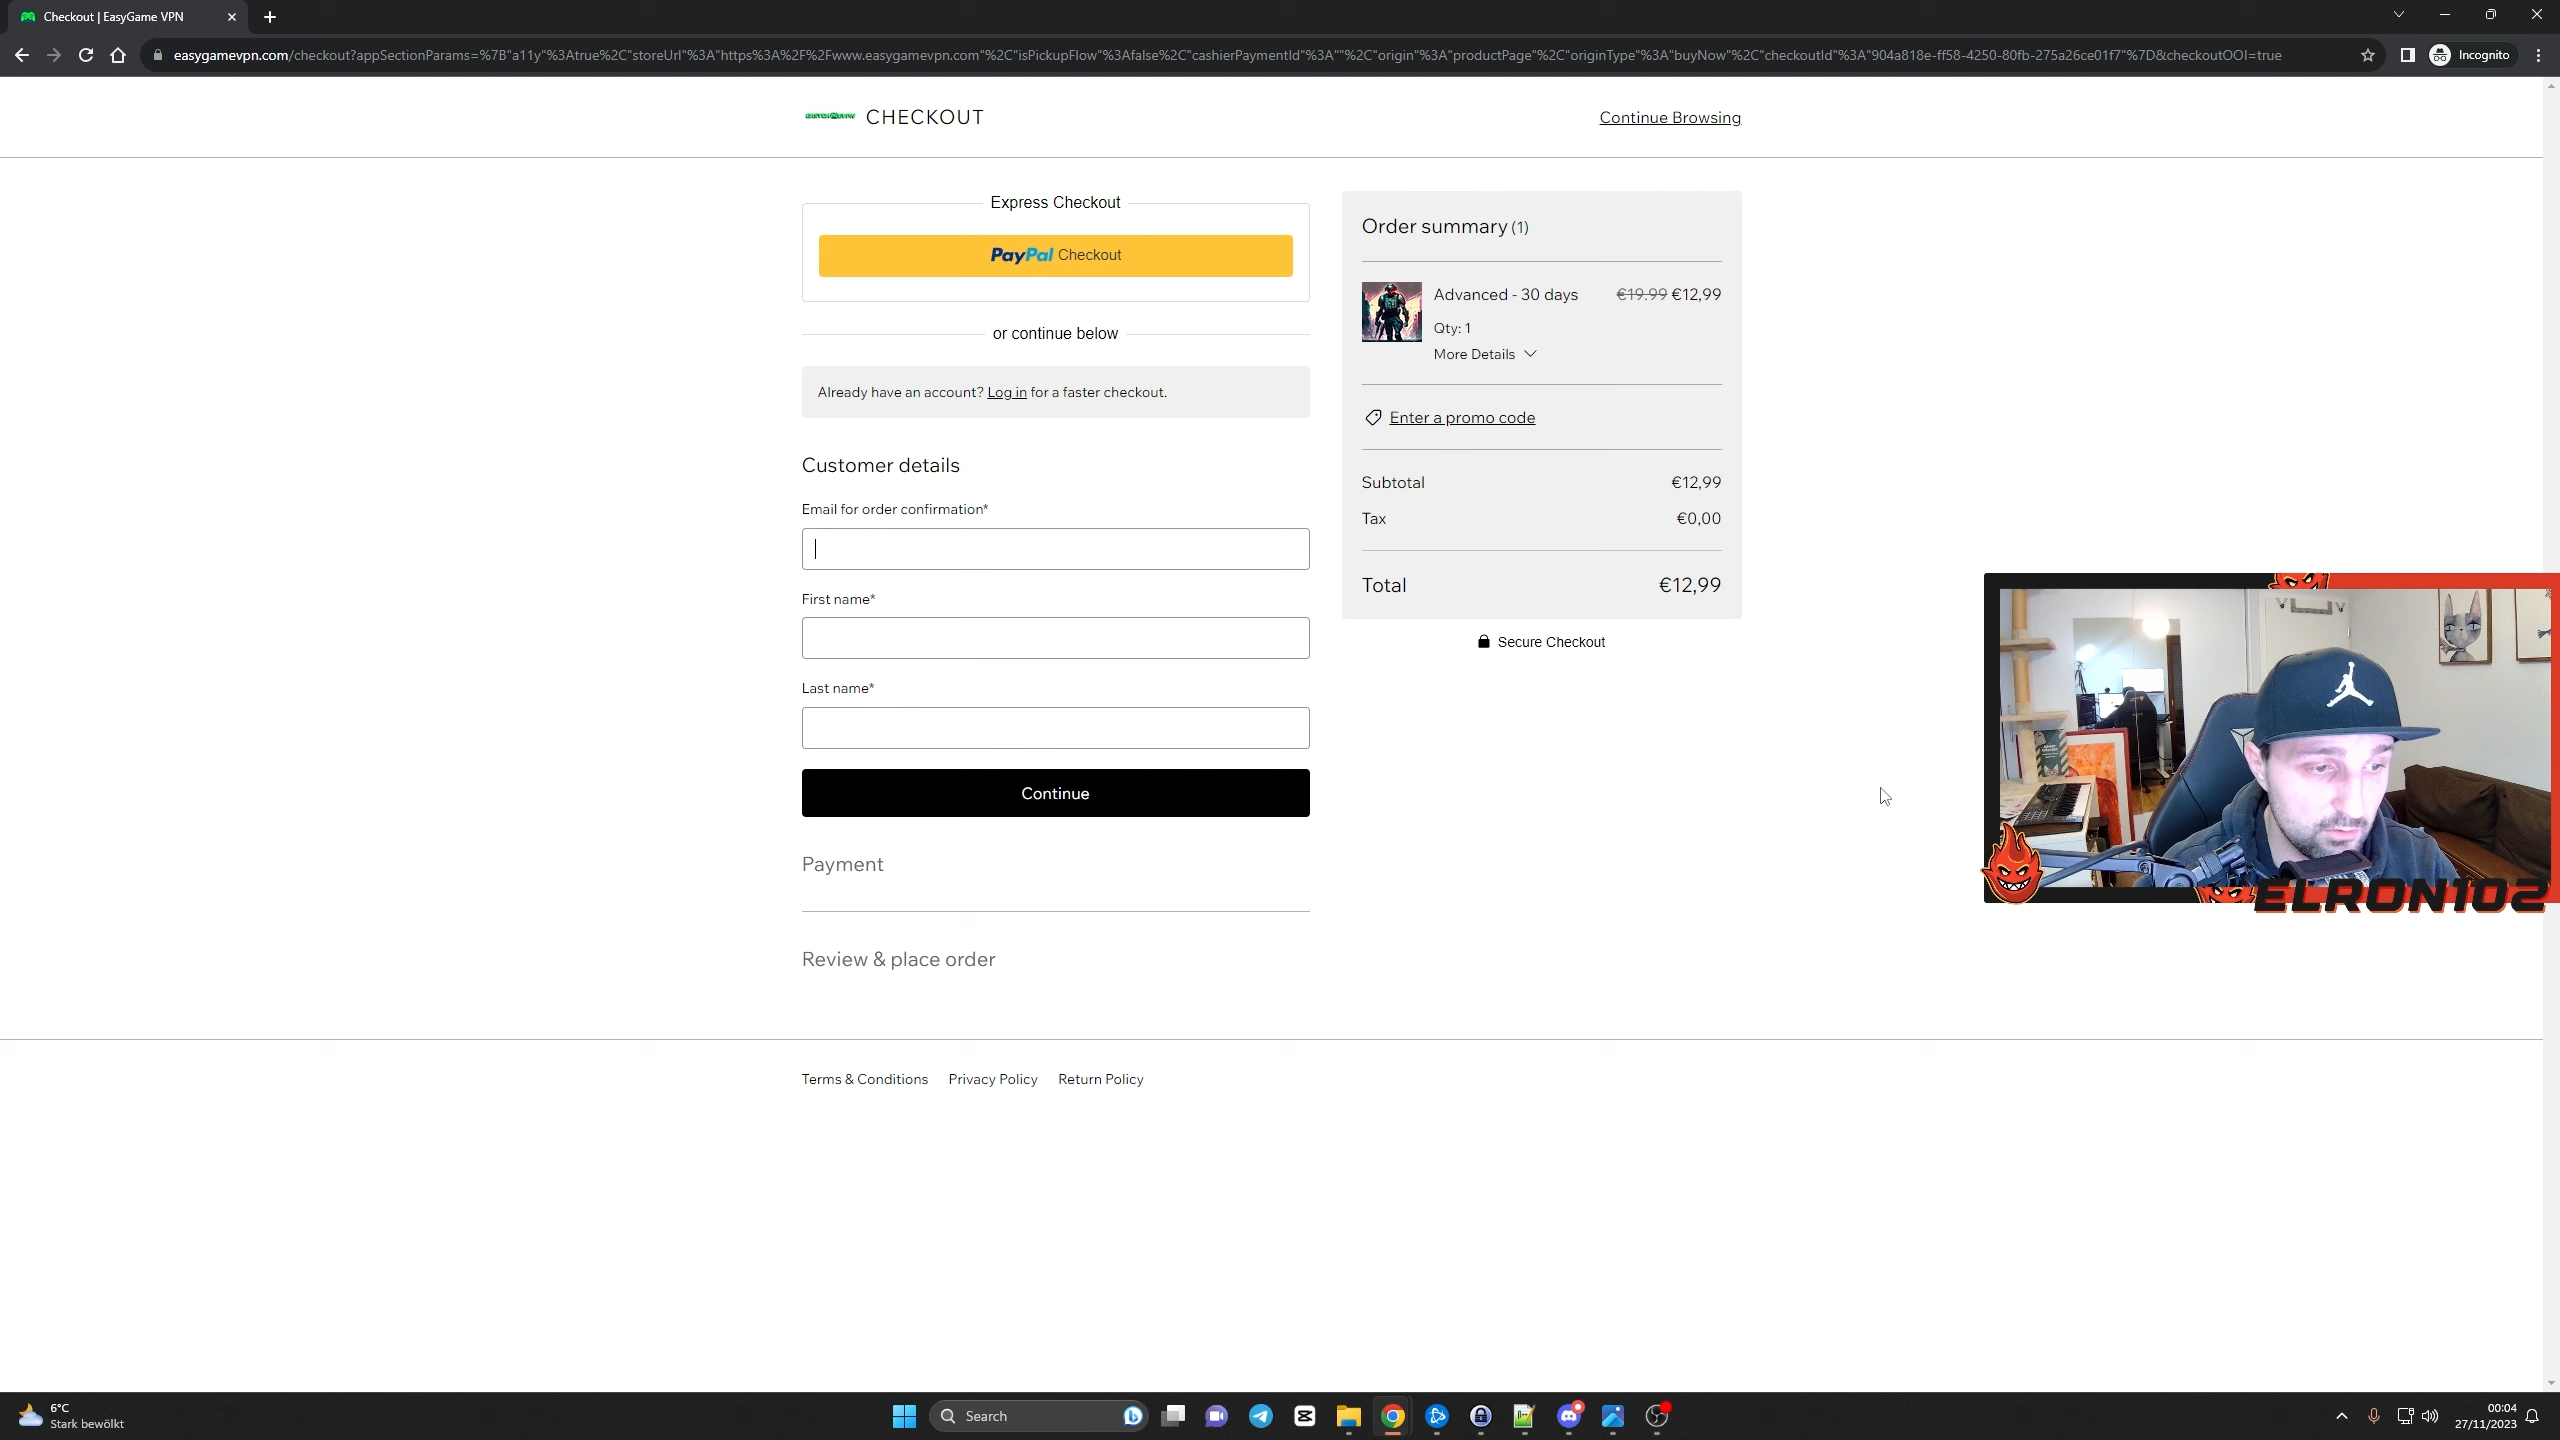 Checkout | EasyGame VPN
easygamevpn.com/checkout?appSectionParams=%7B"a11y"%3Atrue%2C"storeUrl"%3A"https%3A%2F%2Fwww.easygamevpn.com"%2C"isPickupFlow"%3Afalse%2C"cashierPaymentId"%3A""%2C"origin"%3A"productPage"%2C"originType"%3A"buyNow"%2C"checkoutId"%3A"904a818e-ff58-4250-80fb-275a26ce01f7"%7D&checkoutOOI=true
Incognito
CHECKOUT
Continue Browsing
Express Checkout
PayPal Checkout
or continue below
Already have an account? Log in for a faster checkout.
Customer details
Email for order confirmation*
First name*
Last name*
Continue
Payment
Review & place order
Order summary (1)
Advanced - 30 days €19.99 €12,99
Qty: 1
More Details
Enter a promo code
Subtotal €12,99
Tax €0,00
Total €12,99
Secure Checkout
ELRON102
Terms & Conditions Privacy Policy Return Policy
6°C
Stark bewölkt
Search
00:04
27/11/2023